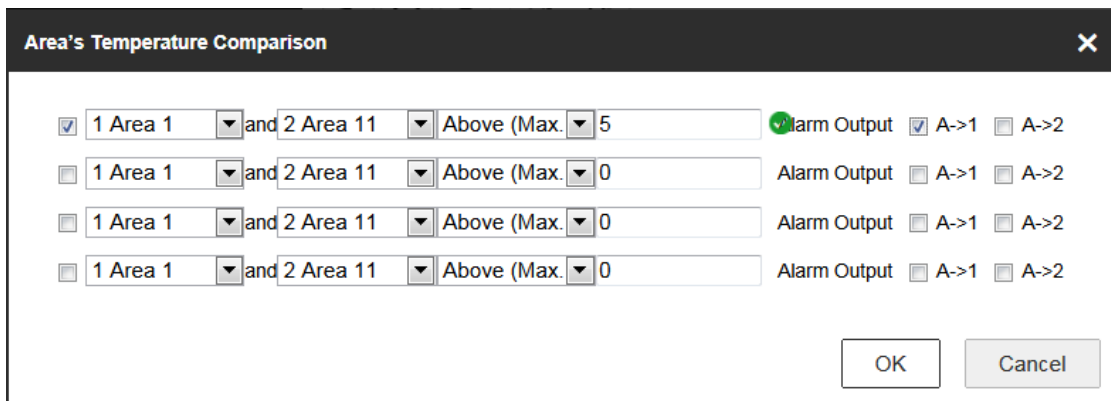 Area's Temperature Comparison
1 Area 1 and 2 Area 11 Above (Max. 5 Alarm Output A->1 A->2
1 Area 1 and 2 Area 11 Above (Max. 0 Alarm Output A->1 A->2
1 Area 1 and 2 Area 11 Above (Max. 0 Alarm Output A->1 A->2
1 Area 1 and 2 Area 11 Above (Max. 0 Alarm Output A->1 A->2
OK Cancel